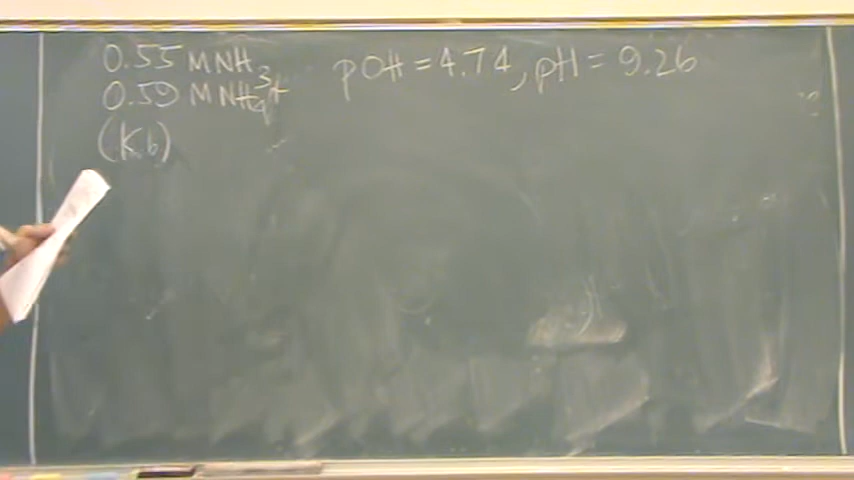 0.55 M NH3 pOH = 4.74, pH = 9.26
0.59 M NH4+
(Kb)